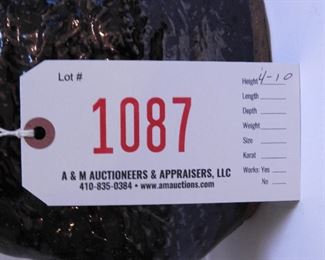 Lot #
1087
A & M AUCTIONEERS & APPRAISERS, LLC
410-835-0384 • www.amauctions.com
Height 4-10
Length
Depth
Weight
Size
Karat
Works: Yes
No